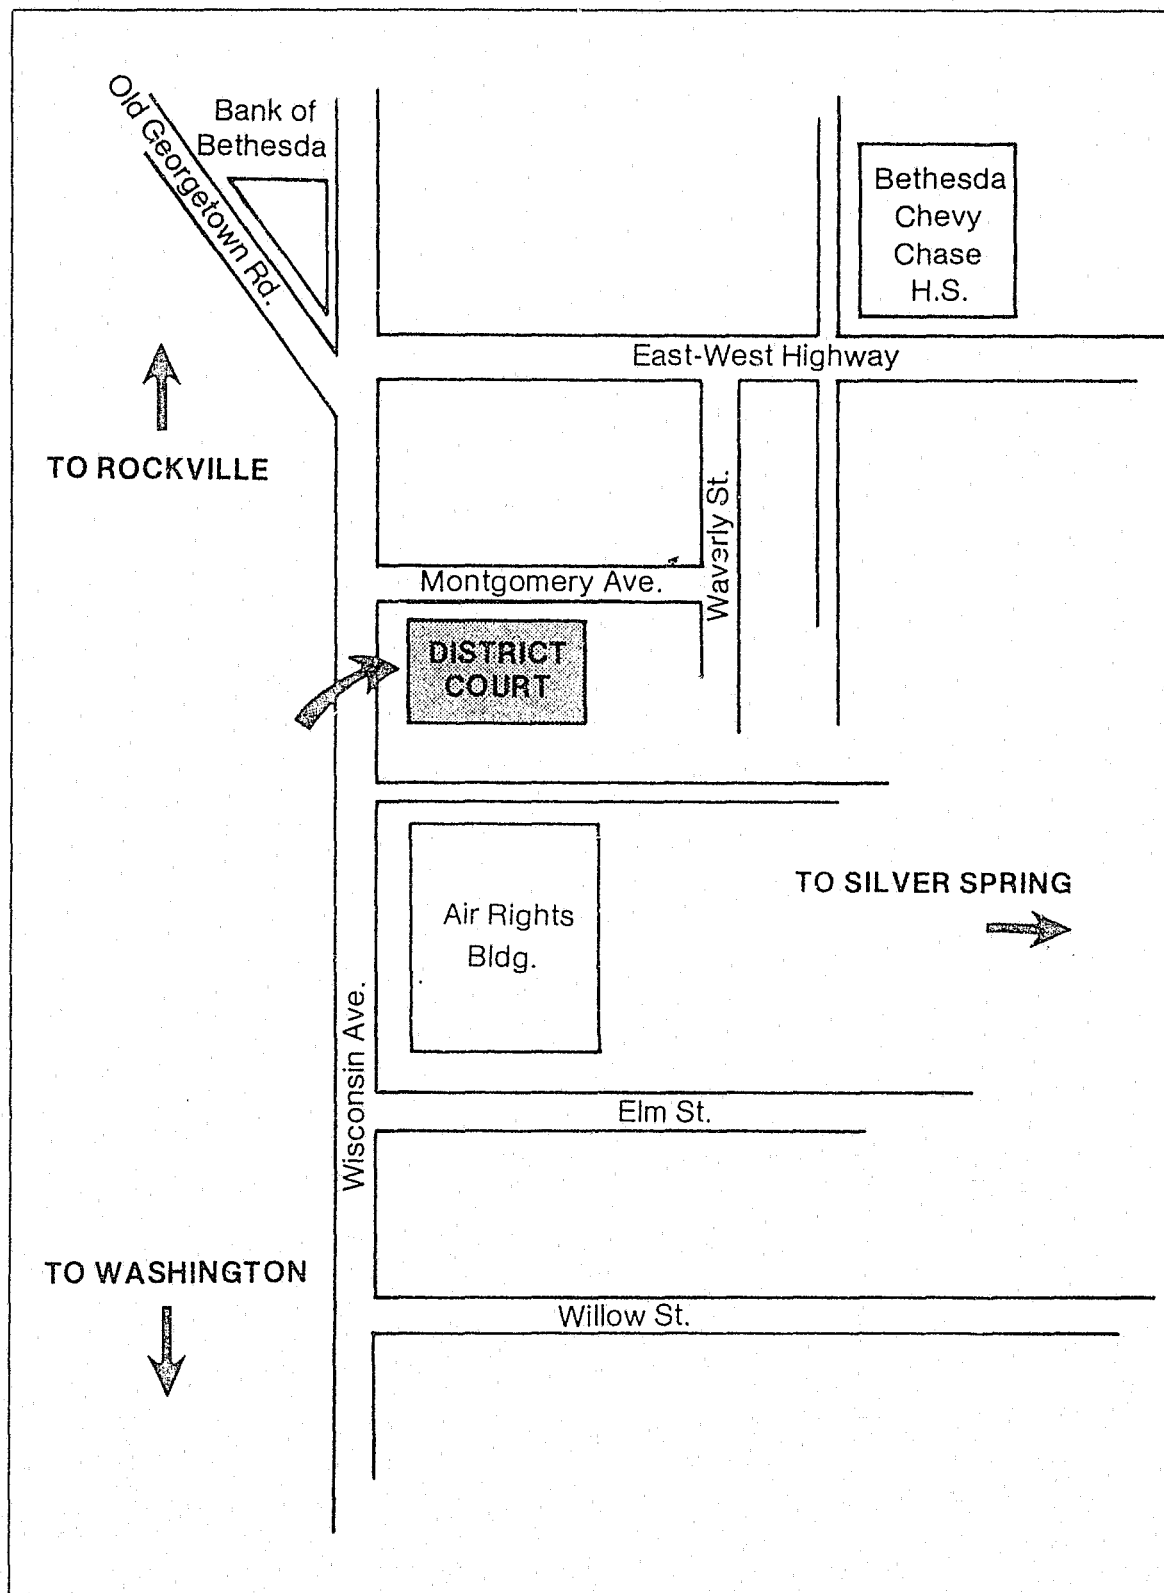 Old Georgetown Rd.
Bank of
Bethesda
Bethesda
Chevy
Chase
H.S.
East-West Highway
TO ROCKVILLE
Waverly St.
Montgomery Ave.
DISTRICT
COURT
TO SILVER SPRING
Air Rights
Bldg.
Wisconsin Ave.
Elm St.
TO WASHINGTON
Willow St.